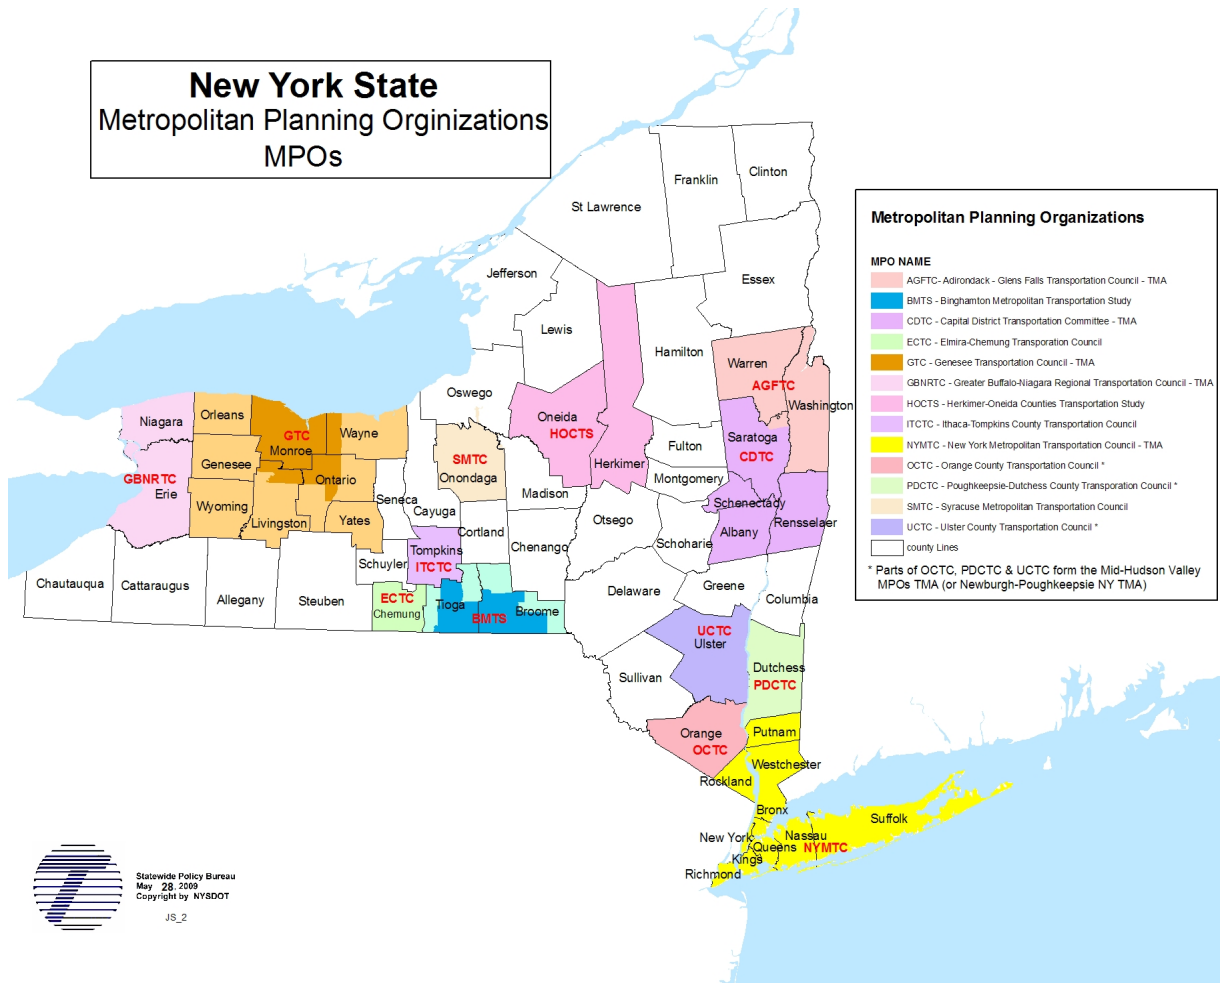 New York State
Metropolitan Planning Orginizations
MPOs
Clinton
Franklin
St Lawrence
Jefferson
Essex
Lewis
Hamilton
Warren
AGFTC
Washington
Oswego
Oneida
HOCTS
Herkimer
Niagara
Orleans
GTC
Monroe
Wayne
Saratoga
CDTC
Fulton
Montgomery
Genesee
SMTC
Onondaga
GBNRTC
Erie
Ontario
Madison
Seneca
Cayuga
Wyoming
Livingston
Yates
Cortland
Chenango
Otsego
Schenectady
Rensselaer
Albany
Schoharie
Tompkins
ITCTC
Schuyler
Chautauqua
Cattaraugus
Allegany
Steuben
ECTC
Chemung
Tioga
BMTS
Broome
Delaware
Greene
Columbia
UCTC
Ulster
Sullivan
Dutchess
PDCTC
Orange
OCTC
Putnam
Westchester
Rockland
Bronx
New York
Nassau
Suffolk
Queens
NYMTC
Kings
Richmond
Metropolitan Planning Organizations
MPO NAME
AGFTC- Adirondack - Glens Falls Transportation Council - TMA
BMTS - Binghamton Metropolitan Transportation Study
CDTC - Capital District Transportation Committee - TMA
ECTC - Elmira-Chemung Transporation Council
GTC - Genesee Transportation Council - TMA
GBNRTC - Greater Buffalo-Niagara Regional Transportation Council - TMA
HOCTS - Herkimer-Oneida Counties Transportation Study
ITCTC - Ithaca-Tompkins County Transportation Council
NYMTC - New York Metropolitan Transportation Council - TMA
OCTC - Orange County Transportation Council *
PDCTC - Poughkeepsie-Dutchess County Transporation Council *
SMTC - Syracuse Metropolitan Transportation Council
UCTC - Ulster County Transportation Council *
county Lines
* Parts of OCTC, PDCTC & UCTC form the Mid-Hudson Valley
MPOs TMA (or Newburgh-Poughkeepsie NY TMA)
Statewide Policy Bureau
May 28, 2009
Copyright by NYSDOT
JS_2